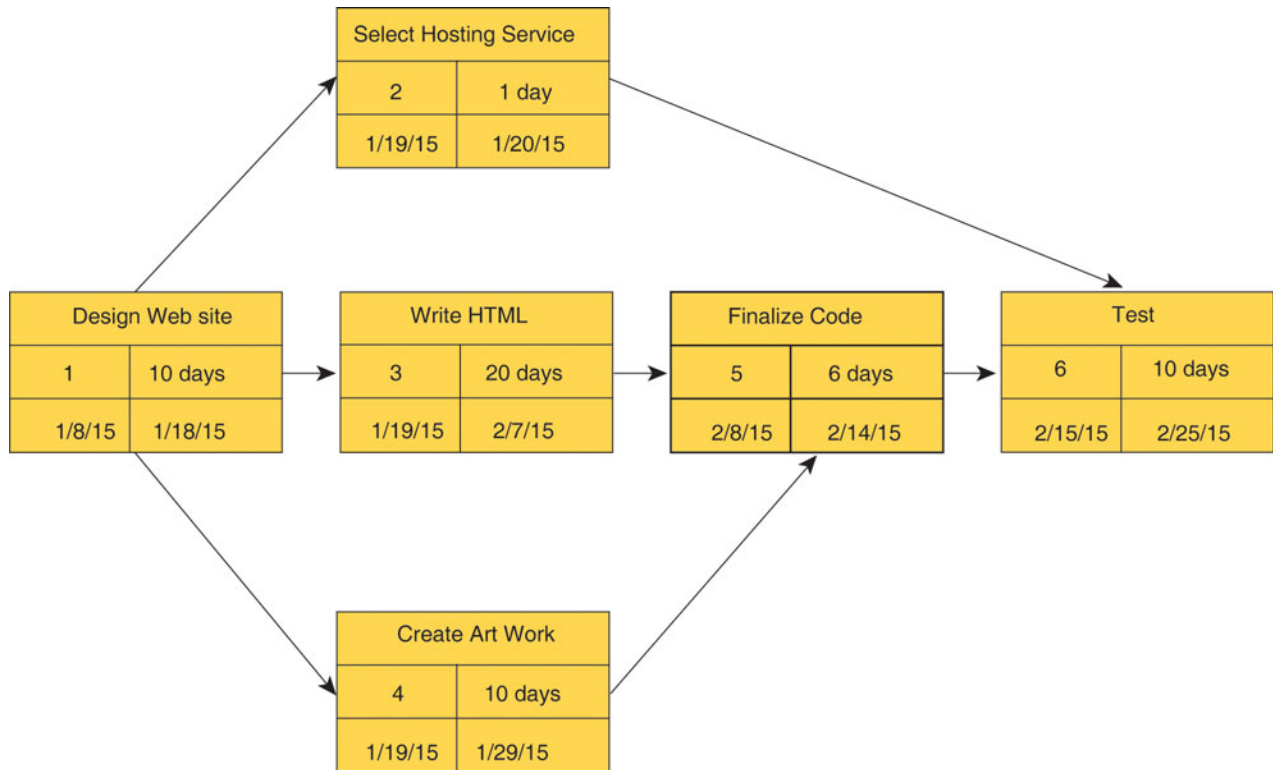 Select Hosting Service
2 1 day
1/19/15 1/20/15
Design Web site
1 10 days
1/8/15 1/18/15
Write HTML
3 20 days
1/19/15 2/7/15
Finalize Code
5 6 days
2/8/15 2/14/15
Test
6 10 days
2/15/15 2/25/15
Create Art Work
4 10 days
1/19/15 1/29/15